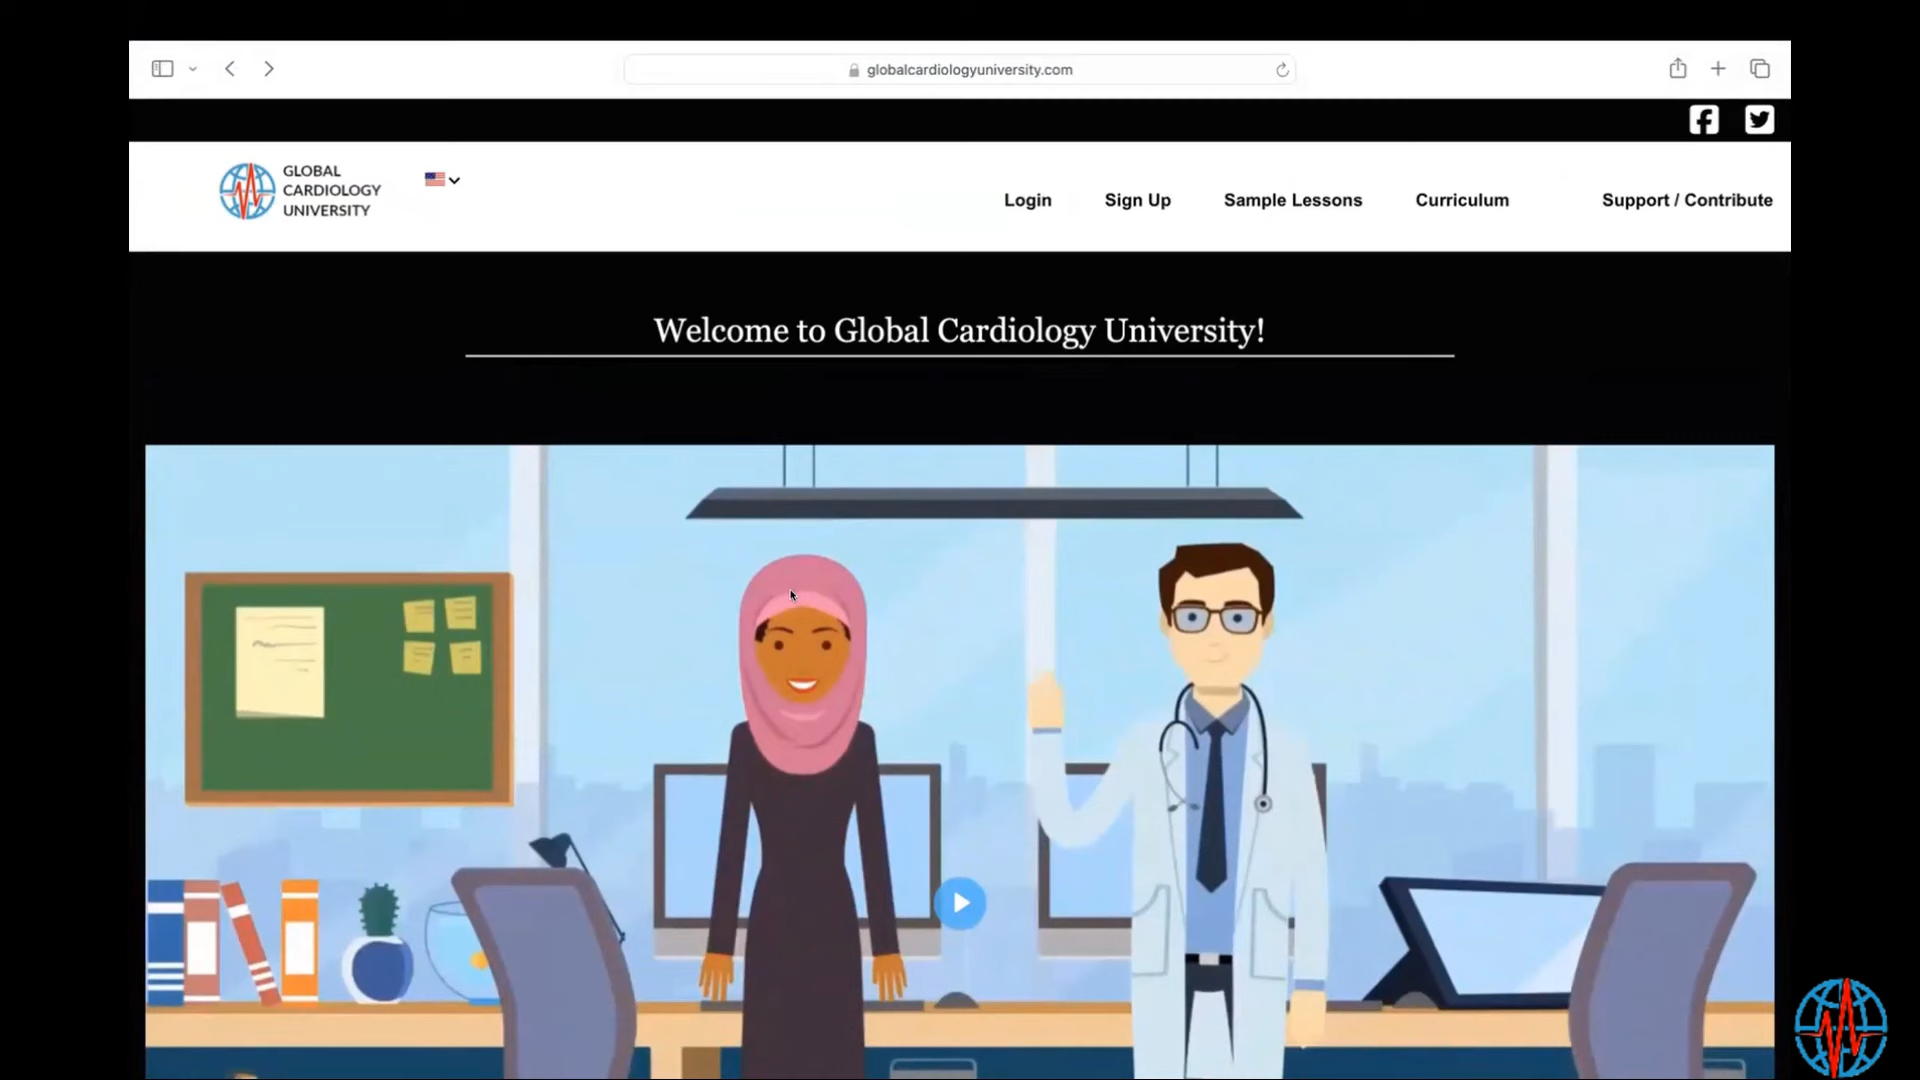 globalcardiologyuniversity.com
GLOBAL
CARDIOLOGY
UNIVERSITY
Login
Sign Up
Sample Lessons
Curriculum
Support / Contribute
Welcome to Global Cardiology University!